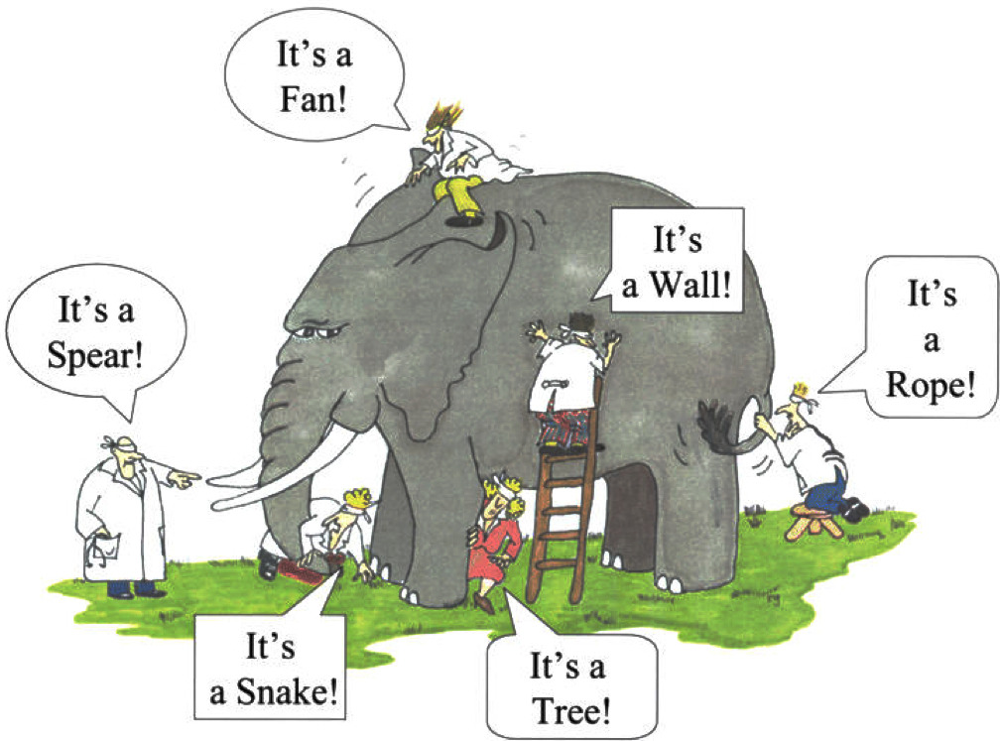 It's a
Fan!
It's
a Wall!
It's a
Spear!
It's
a
Rope!
It's
a Snake!
It's a
Tree!